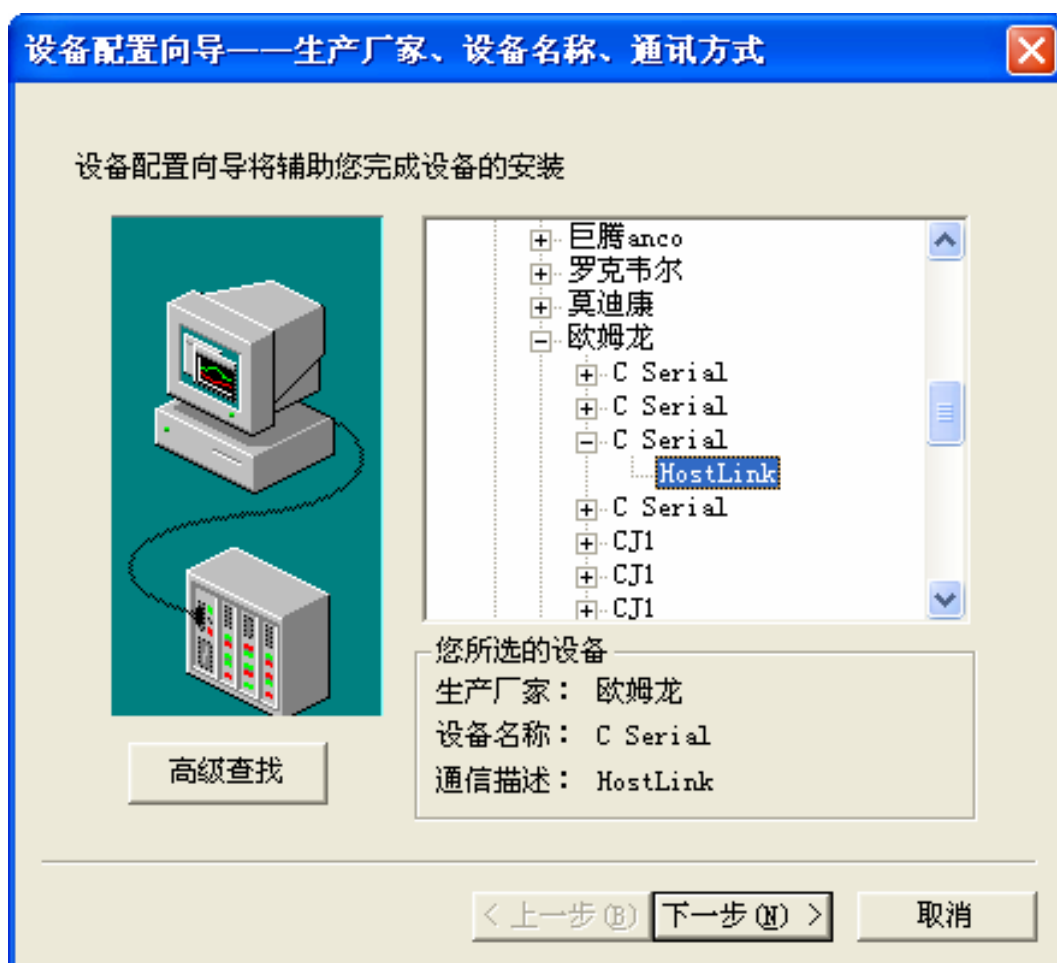 设备配置向导——生产厂家、设备名称、通讯方式
设备配置向导将辅助您完成设备的安装
巨腾anco
罗克韦尔
莫迪康
欧姆龙
C Serial
C Serial
C Serial
HostLink
C Serial
CJ1
CJ1
CJ1
您所选的设备
生产厂家： 欧姆龙
设备名称： C Serial
通信描述： HostLink
高级查找
< 上一步(B) 下一步(N) > 取消